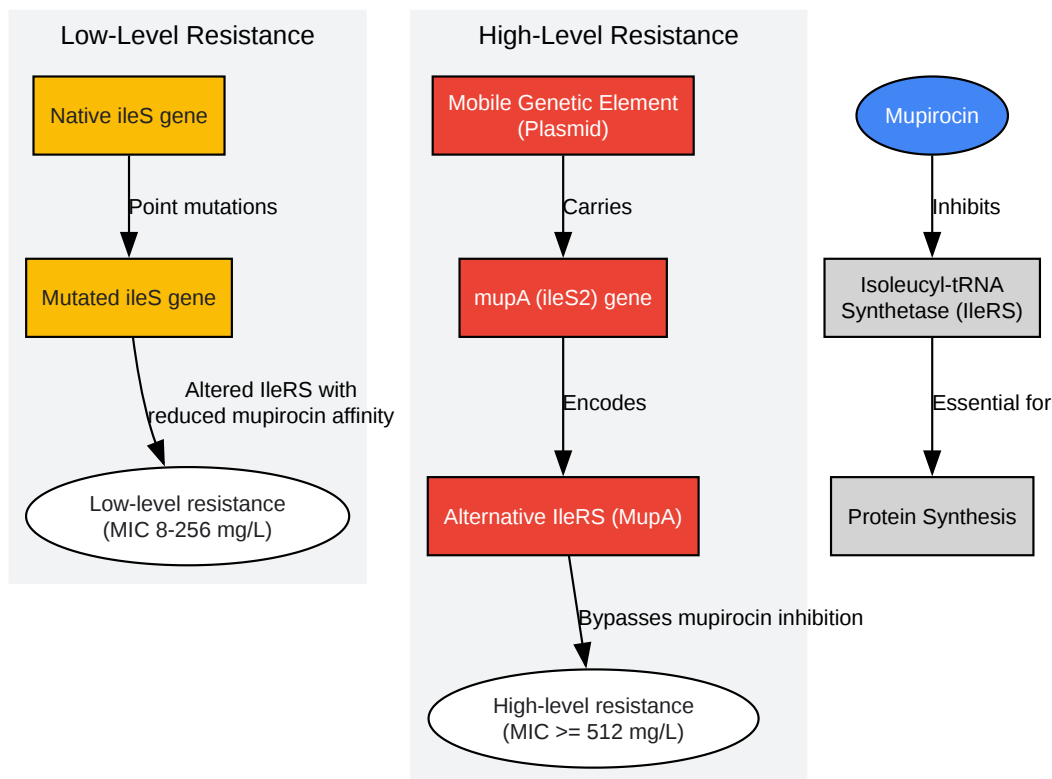 Low-Level Resistance
Native ileS gene
Point mutations
Mutated ileS gene
Altered IleRS with
reduced mupirocin affinity
Low-level resistance
(MIC 8-256 mg/L)
High-Level Resistance
Mobile Genetic Element
(Plasmid)
Carries
mupA (ileS2) gene
Encodes
Alternative IleRS (MupA)
Bypasses mupirocin inhibition
High-level resistance
(MIC >= 512 mg/L)
Mupirocin
Inhibits
Isoleucyl-tRNA
Synthetase (IleRS)
Essential for
Protein Synthesis